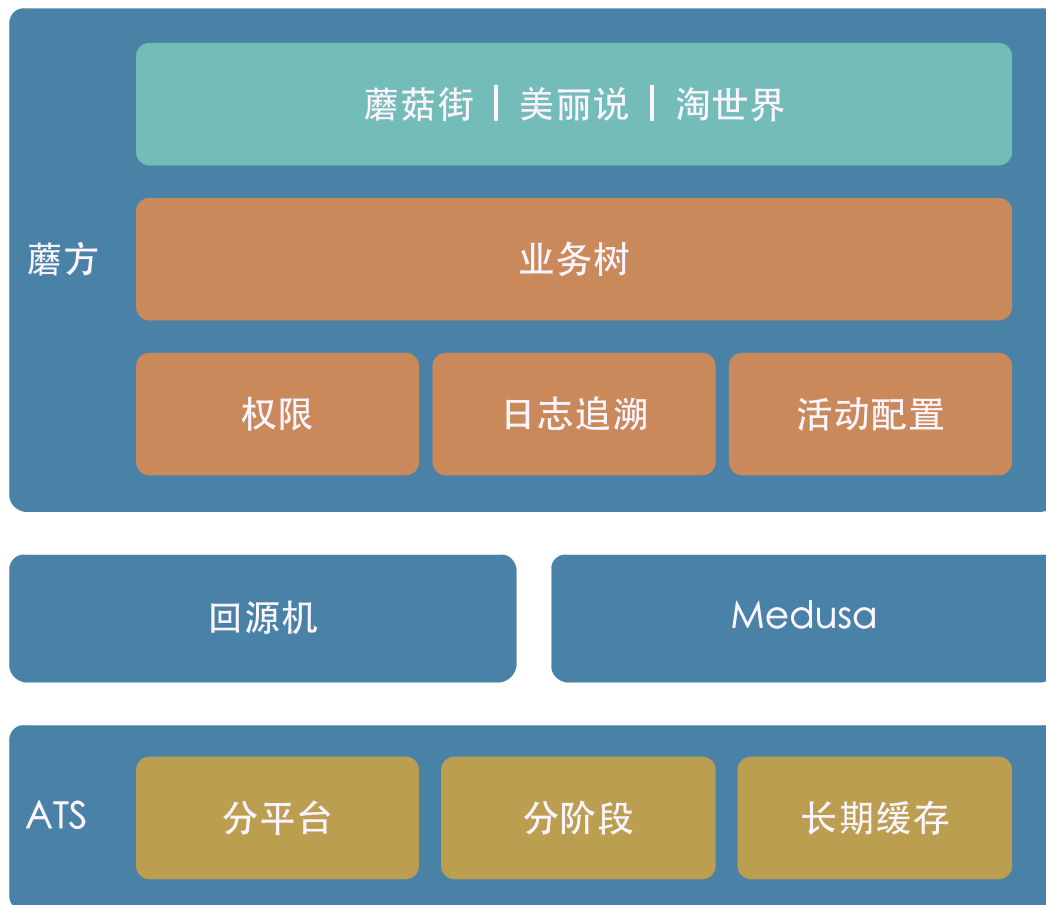 蘑菇街 | 美丽说 | 淘世界
蘑方
业务树
权限
日志追溯
活动配置
回源机
Medusa
ATS
分平台
分阶段
长期缓存